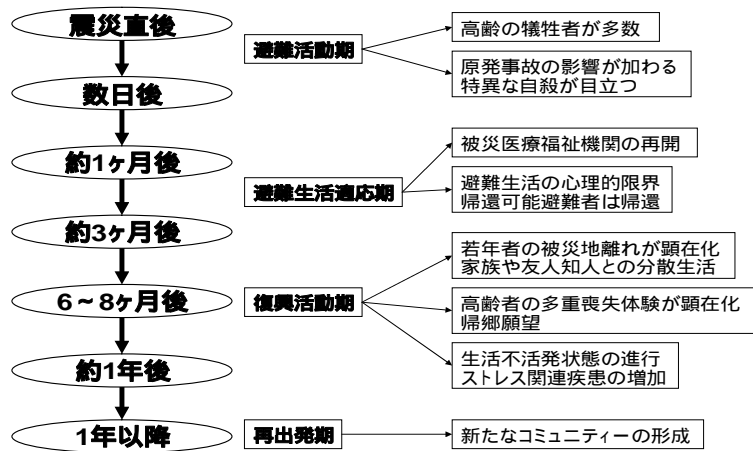 震災直後
避難活動期
高齢の犠牲者が多数
原発事故の影響が加わる
特異な自殺が目立つ
数日後
約1ヶ月後
避難生活適応期
被災医療福祉機関の再開
避難生活の心理的限界
帰還可能避難者は帰還
約3ヶ月後
6~8ヶ月後
復興活動期
若年者の被災地離れが顕在化
家族や友人知人との分散生活
高齢者の多重喪失体験が顕在化
帰郷願望
生活不活発状態の進行
ストレス関連疾患の増加
約1年後
1年以降
再出発期
新たなコミュニティーの形成